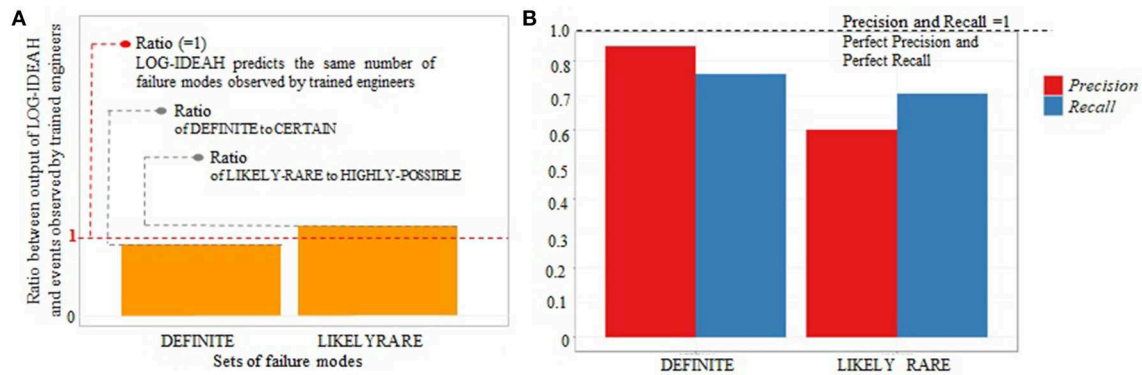 A
Ratio between output of LOG-IDEAH
and events observed by trained engineers
Ratio (=1)
LOG-IDEAH predicts the same number of
failure modes observed by trained engineers
Ratio
of DEFINITE to CERTAIN
Ratio
of LIKELY-RARE to HIGHLY-POSSIBLE
1
0
DEFINITE
LIKELYRARE
Sets of failure modes
B
Precision and Recall =1
Perfect Precision and
Perfect Recall
1.0
0.8
0.7
0.6
0.5
0.4
0.3
0.2
0.1
0
DEFINITE
LIKELY RARE
Precision
Recall